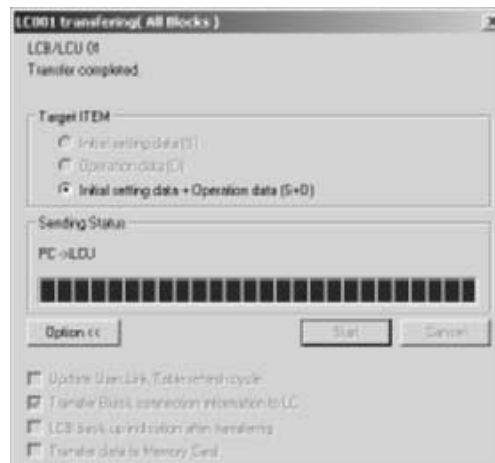 LC001 transfering( All Blocks )
LCB/LCU 01
Transfer completed.
Target ITEM
Initial setting data (S)
Operation data (O)
Initial setting data + Operation data (S+O)
Sending Status
PC->LCU
Option <<
Start
Cancel
Update User Link Table refresh cycle
Transfer Block connection information to LC
LCB back up indication after transfering
Transfer data to Memory Card